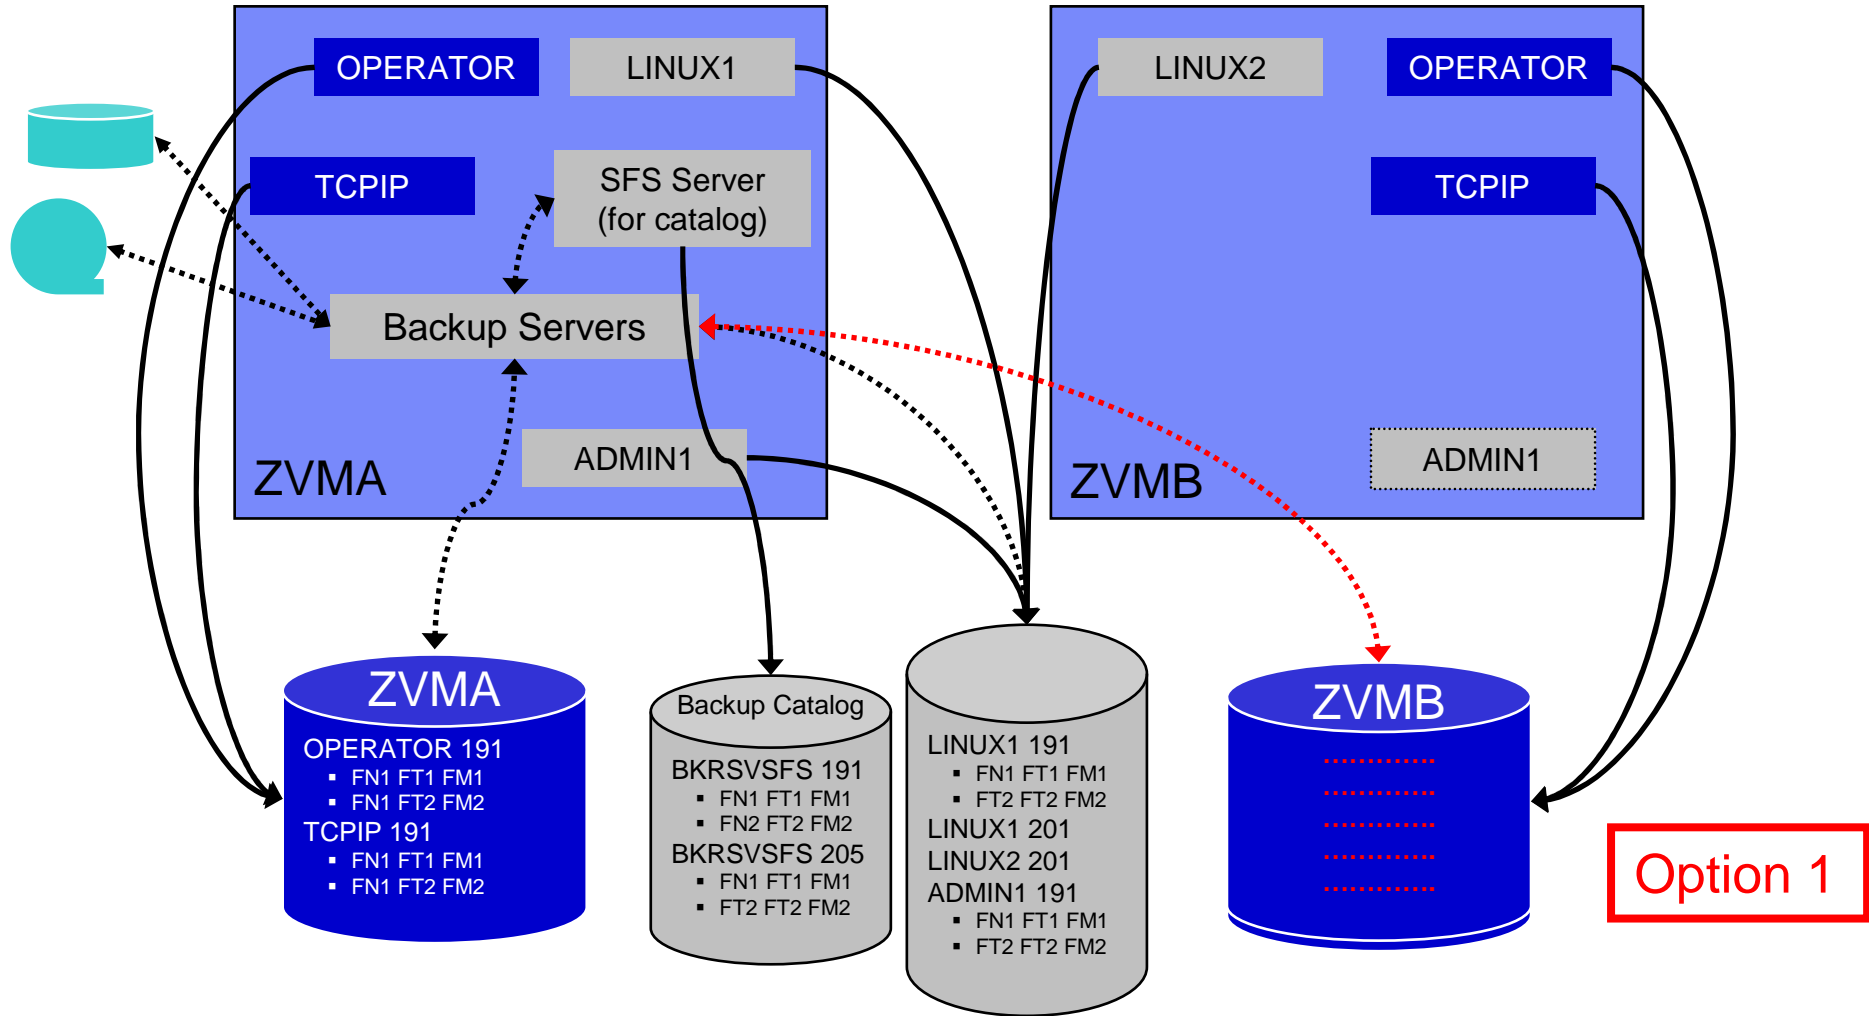 OPERATOR
LINUX1
TCPIP
SFS Server
(for catalog)
Backup Servers
ADMIN1
ZVMA
LINUX2
OPERATOR
TCPIP
ADMIN1
ZVMB
ZVMA
OPERATOR 191
▪ FN1 FT1 FM1
▪ FN1 FT2 FM2
TCPIP 191
▪ FN1 FT1 FM1
▪ FN1 FT2 FM2
Backup Catalog
BKRSVSFS 191
▪ FN1 FT1 FM1
▪ FN2 FT2 FM2
BKRSVSFS 205
▪ FN1 FT1 FM1
▪ FT2 FT2 FM2
LINUX1 191
▪ FN1 FT1 FM1
▪ FT2 FT2 FM2
LINUX1 201
LINUX2 201
ADMIN1 191
▪ FN1 FT1 FM1
▪ FT2 FT2 FM2
ZVMB
Option 1